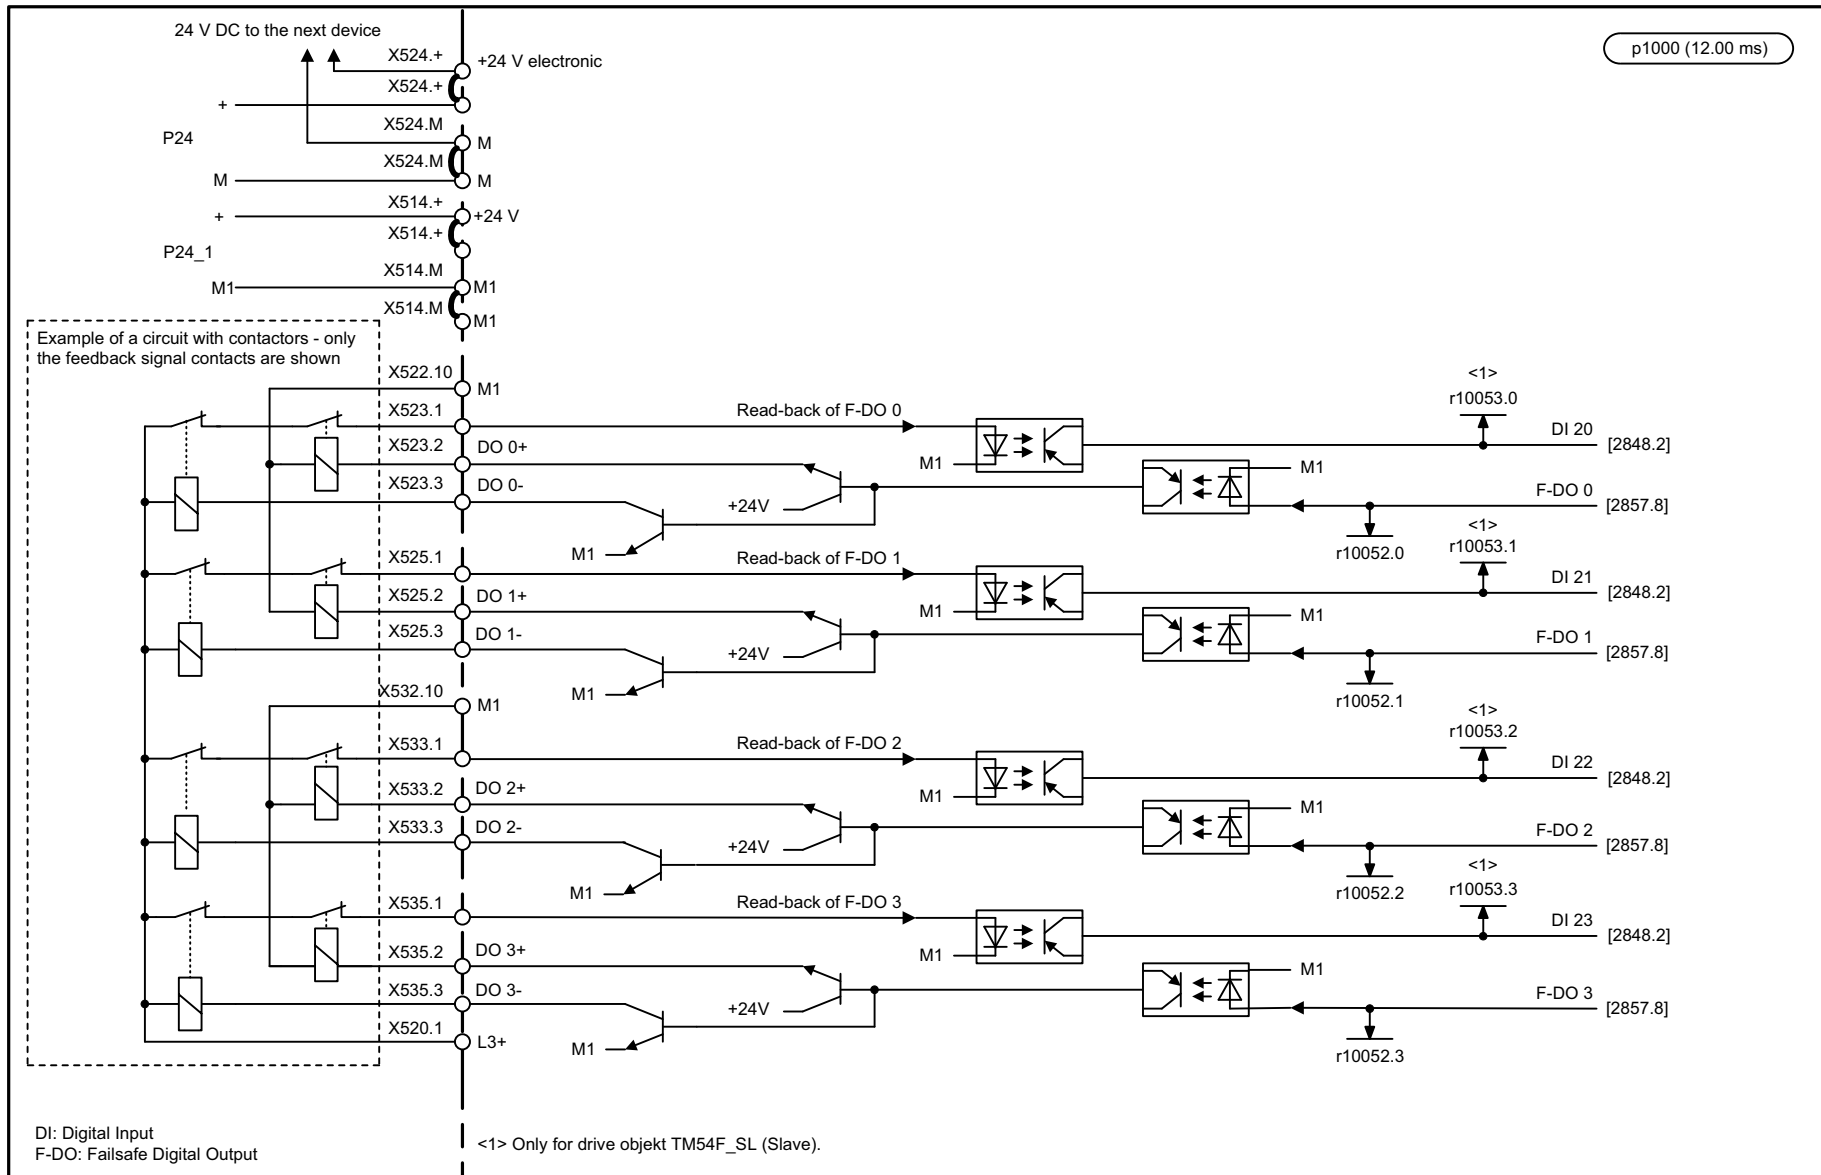 24 V DC to the next device
p1000 (12.00 ms)
X524.+
+24 V electronic
X524.+
+
X524.M
P24
M
X524.M
M
M
X514.+
+
+24 V
X514.+
P24_1
X514.M
M1
M1
X514.M
M1
Example of a circuit with contactors - only
the feedback signal contacts are shown
X522.10
M1
<1>
r10053.0
X523.1
Read-back of F-DO 0
DI 20
[2848.2]
X523.2
DO 0+
M1
M1
X523.3
DO 0-
F-DO 0
+24V
[2857.8]
<1>
M1
r10052.0
r10053.1
X525.1
Read-back of F-DO 1
DI 21
[2848.2]
X525.2
DO 1+
M1
M1
X525.3
DO 1-
F-DO 1
+24V
[2857.8]
M1
r10052.1
X532.10
M1
<1>
r10053.2
X533.1
Read-back of F-DO 2
DI 22
[2848.2]
X533.2
DO 2+
M1
M1
X533.3
DO 2-
F-DO 2
+24V
[2857.8]
<1>
M1
r10052.2
r10053.3
X535.1
Read-back of F-DO 3
DI 23
[2848.2]
X535.2
DO 3+
M1
M1
X535.3
DO 3-
F-DO 3
+24V
[2857.8]
X520.1
L3+
M1
r10052.3
DI: Digital Input
F-DO: Failsafe Digital Output
<1> Only for drive objekt TM54F_SL (Slave).